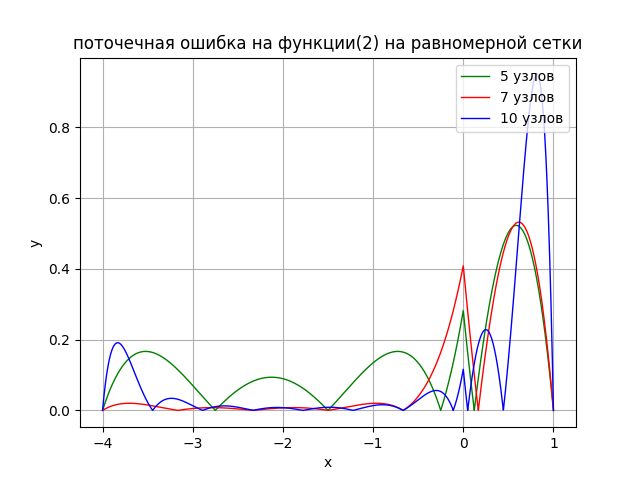 поточечная ошибка на функции(2) на равномерной сетки
5 узлов
7 узлов
10 узлов
y
0.8
0.6
0.4
0.2
0.0
−4
−3
−2
−1
0
1
x